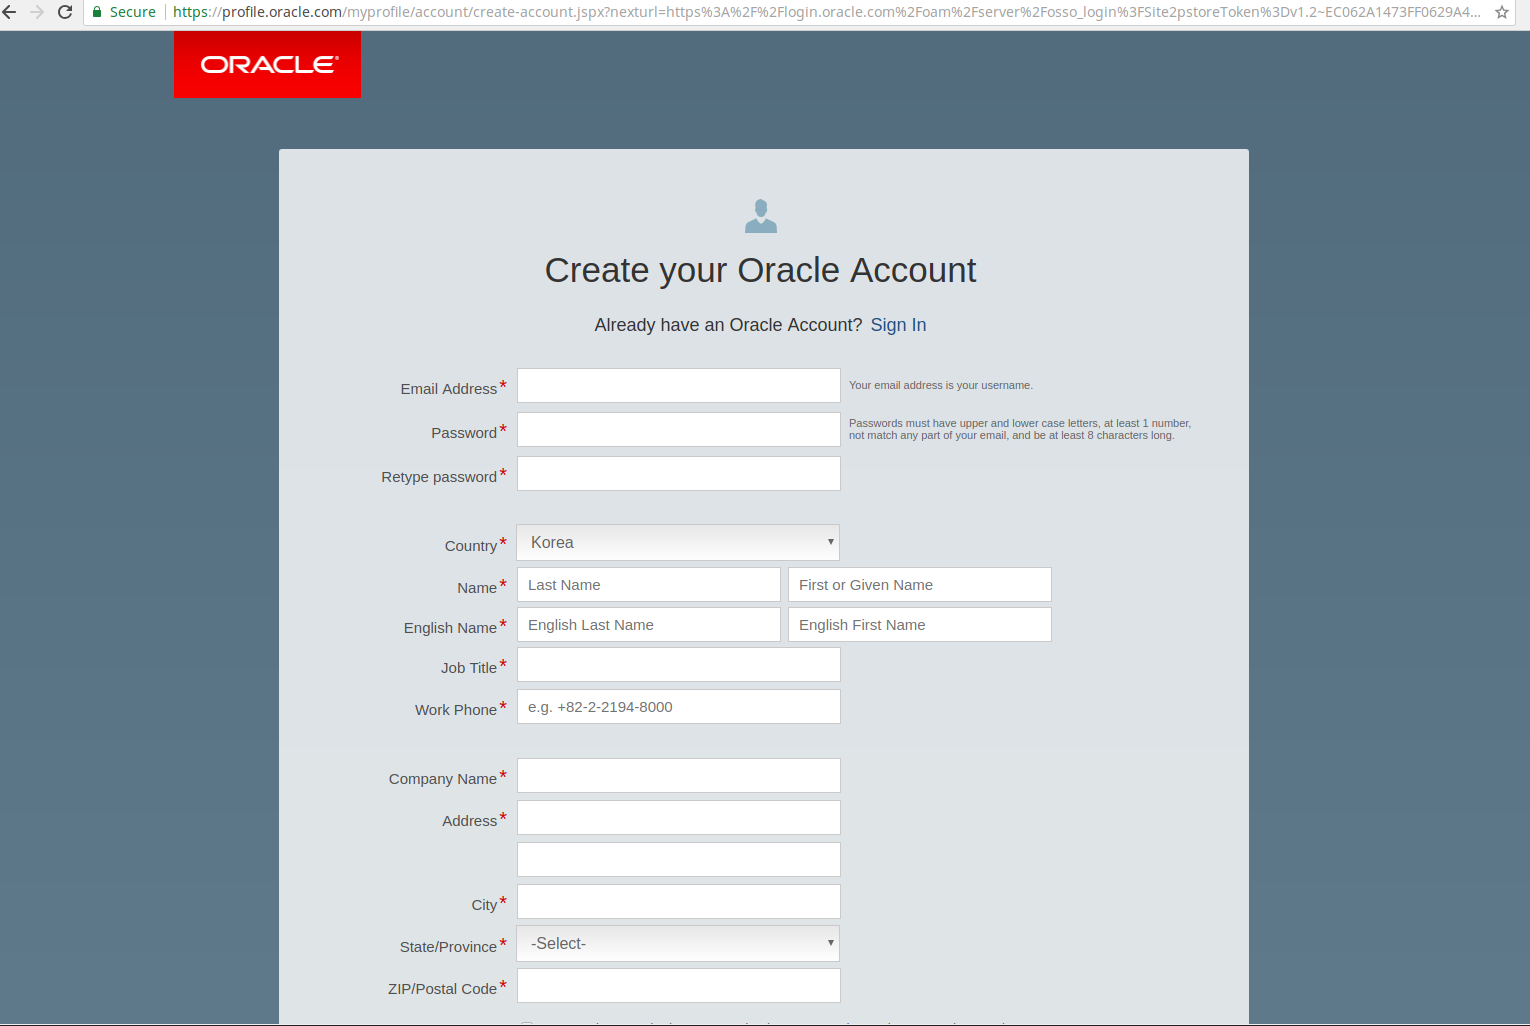 Secure https://profile.oracle.com/myprofile/account/create-account.jspx?nexturl=https%3A%2F%2Flogin.oracle.com%2Foam%2Fserver%2Fosso_login%3FSite2pstoreToken%3Dv1.2~EC062A1473FF0629A4...
ORACLE®
Create your Oracle Account
Already have an Oracle Account? Sign In
Email Address* Your email address is your username.
Password* Passwords must have upper and lower case letters, at least 1 number,
not match any part of your email, and be at least 8 characters long.
Retype password*
Country* Korea
Name* Last Name First or Given Name
English Name* English Last Name English First Name
Job Title*
Work Phone* e.g. +82-2-2194-8000
Company Name*
Address*
City*
State/Province* -Select-
ZIP/Postal Code*